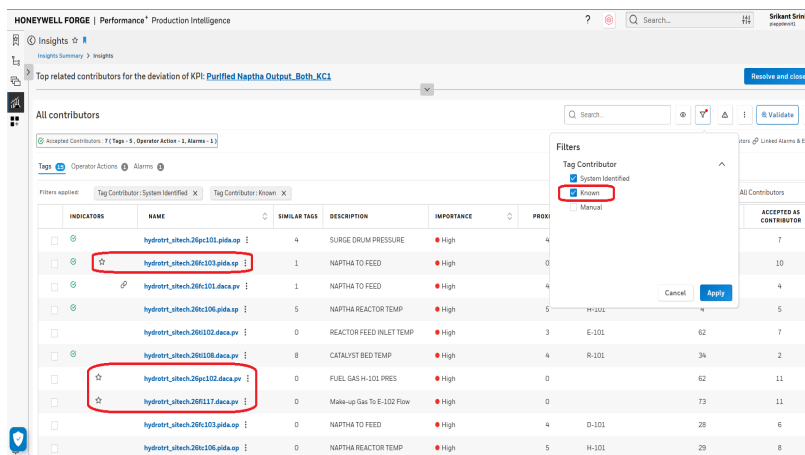 HONEYWELL FORGE | Performance+ Production Intelligence
? Search... Srikant Srin
Insights
Insights Summary > Insights
Top related contributors for the deviation of KPI: Purified Naptha Output_Both_KC1
Resolve and close
All contributors
Search... Validate
Accepted Contributors : 7 ( Tags - 5 , Operator Action - 1, Alarms - 1 )
Linked Alarms & E
Tags 15 Operator Actions Alarms
Filters applied: Tag Contributor : System Identified X Tag Contributor : Known X
All Contributors
Filters
Tag Contributor
System Identified
Known
Manual
Cancel Apply
INDICATORS NAME SIMILAR TAGS DESCRIPTION IMPORTANCE PROXI ACCEPTED AS CONTRIBUTOR
hydrotrt_sitech.26pc101.pida.op 4 SURGE DRUM PRESSURE High 4 7
hydrotrt_sitech.26fc103.pida.sp 1 NAPTHA TO FEED High 0 10
hydrotrt_sitech.26fc101.daca.pv 1 NAPTHA TO FEED High 4 4
hydrotrt_sitech.26tc106.pida.sp 5 NAPTHA REACTOR TEMP High 5 H-101 4 5
hydrotrt_sitech.26ti102.daca.pv 0 REACTOR FEED INLET TEMP High 3 E-101 62 7
hydrotrt_sitech.26ti108.daca.pv 8 CATALYST BED TEMP High 4 R-101 34 2
hydrotrt_sitech.26pc102.daca.pv 0 FUEL GAS H-101 PRES High 0 62 11
hydrotrt_sitech.26fi117.daca.pv 0 Make-up Gas To E-102 Flow High 0 73 11
hydrotrt_sitech.26fc103.pida.op 0 NAPTHA TO FEED High 4 D-101 28 6
hydrotrt_sitech.26tc106.pida.op 0 NAPTHA REACTOR TEMP High 5 H-101 29 8